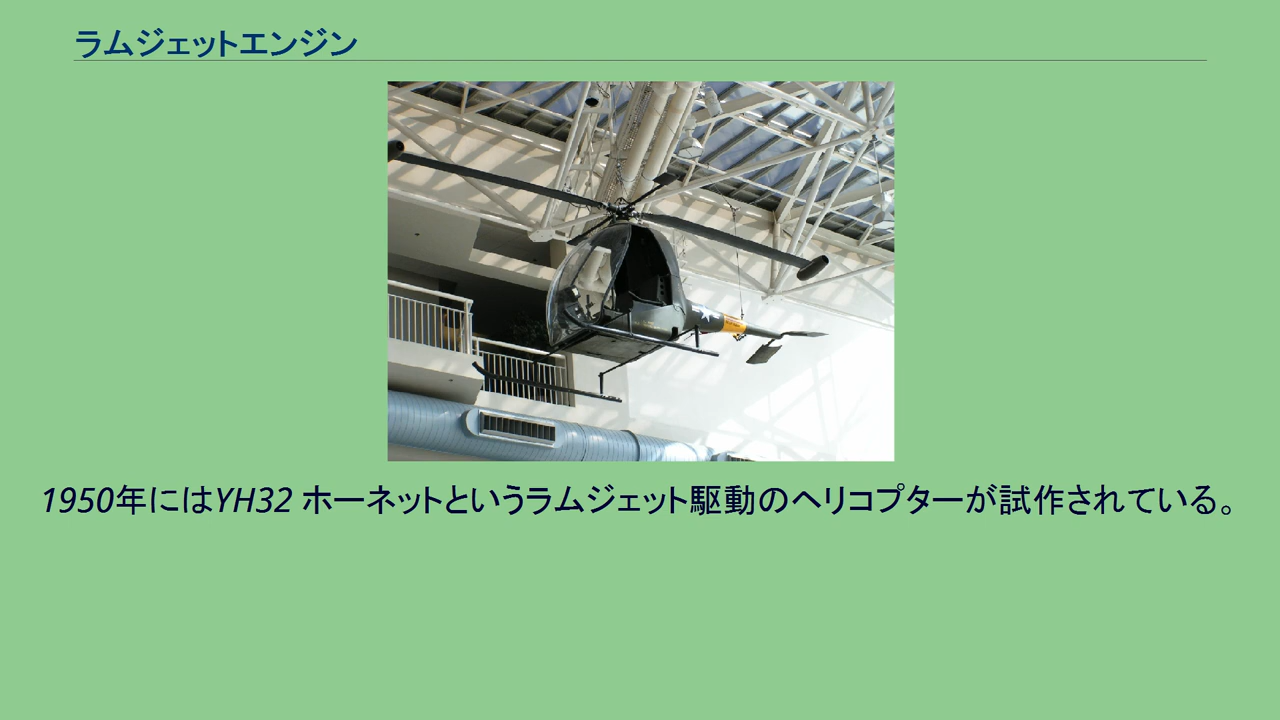 ラムジェットエンジン
1950年にはYH32 ホーネットというラムジェット駆動のヘリコプターが試作されている。